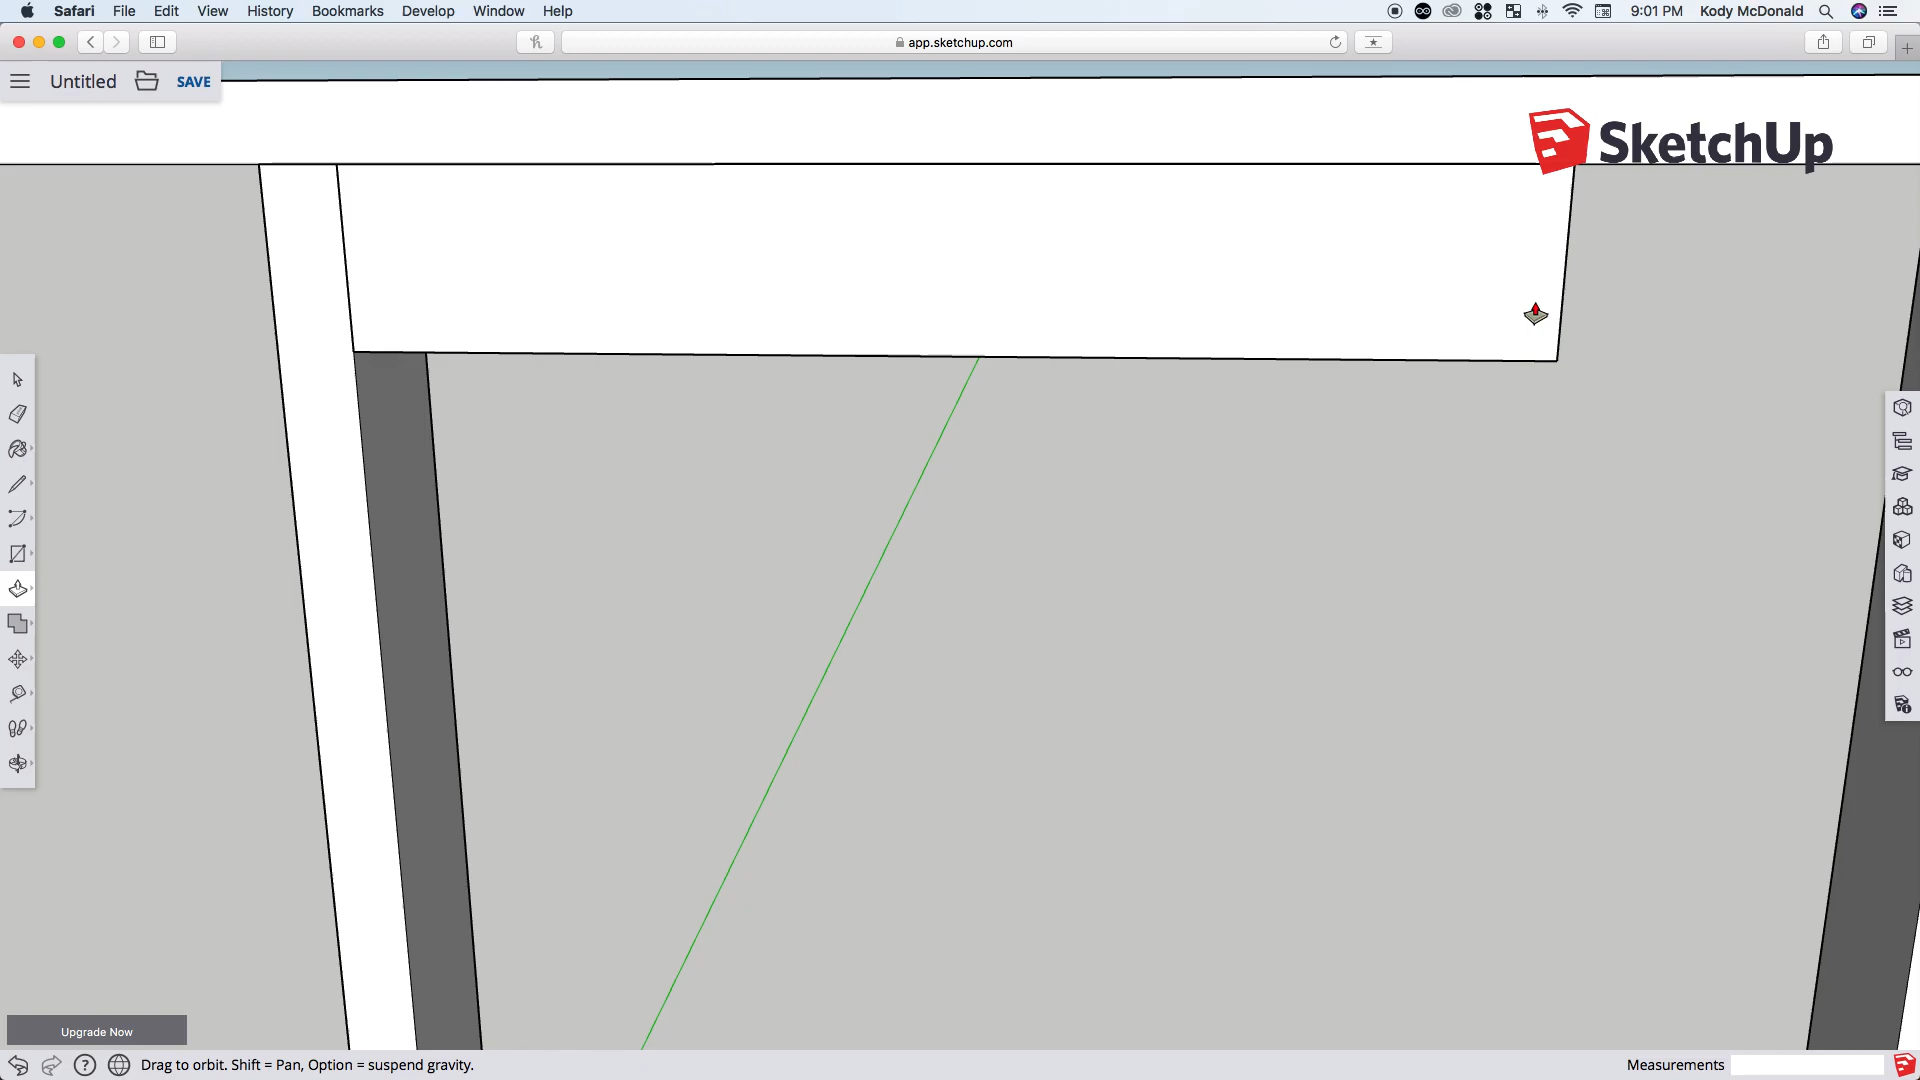 Safari File Edit View History Bookmarks Develop Window Help 9:01 PM Kody McDonald
app.sketchup.com
Untitled SAVE
SketchUp
Upgrade Now
Drag to orbit. Shift = Pan, Option = suspend gravity. Measurements